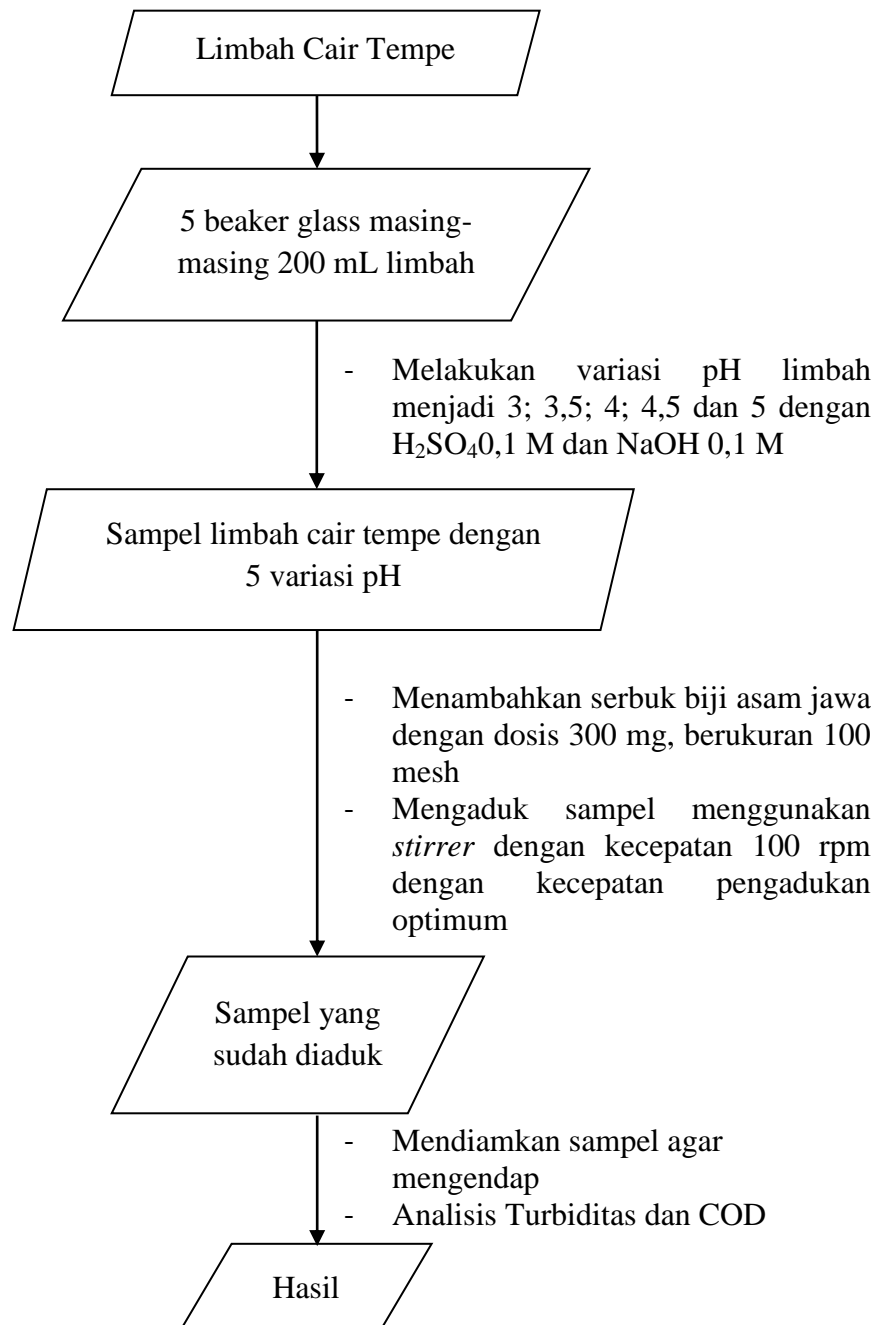 Limbah Cair Tempe
5 beaker glass masing-
masing 200 mL limbah
- Melakukan variasi pH limbah
menjadi 3; 3,5; 4; 4,5 dan 5 dengan
H₂SO₄0,1 M dan NaOH 0,1 M
Sampel limbah cair tempe dengan
5 variasi pH
- Menambahkan serbuk biji asam jawa
dengan dosis 300 mg, berukuran 100
mesh
- Mengaduk sampel menggunakan
stirrer dengan kecepatan 100 rpm
dengan kecepatan pengadukan
optimum
Sampel yang
sudah diaduk
- Mendiamkan sampel agar
mengendap
- Analisis Turbiditas dan COD
Hasil